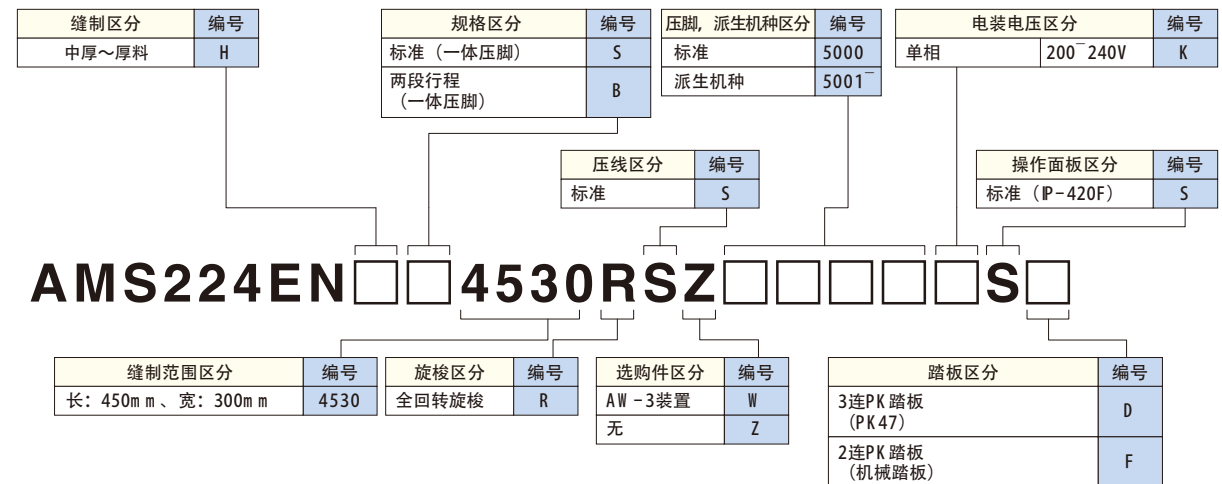 缝制区分 编号
中厚～厚料 H
规格区分 编号
标准（一体压脚） S
两段行程
（一体压脚） B
压脚，派生机种区分 编号
标准 5000
派生机种 5001‾
电装电压区分 编号
单相 200‾240V K
压线区分 编号
标准 S
操作面板区分 编号
标准（IP-420F） S
AMS224EN□□4530RSZ□□□□□S□
缝制范围区分 编号
长：450mm、宽：300mm 4530
旋梭区分 编号
全回转旋梭 R
选购件区分 编号
AW-3装置 W
无 Z
踏板区分 编号
3连PK踏板
（PK47） D
2连PK踏板
（机械踏板） F